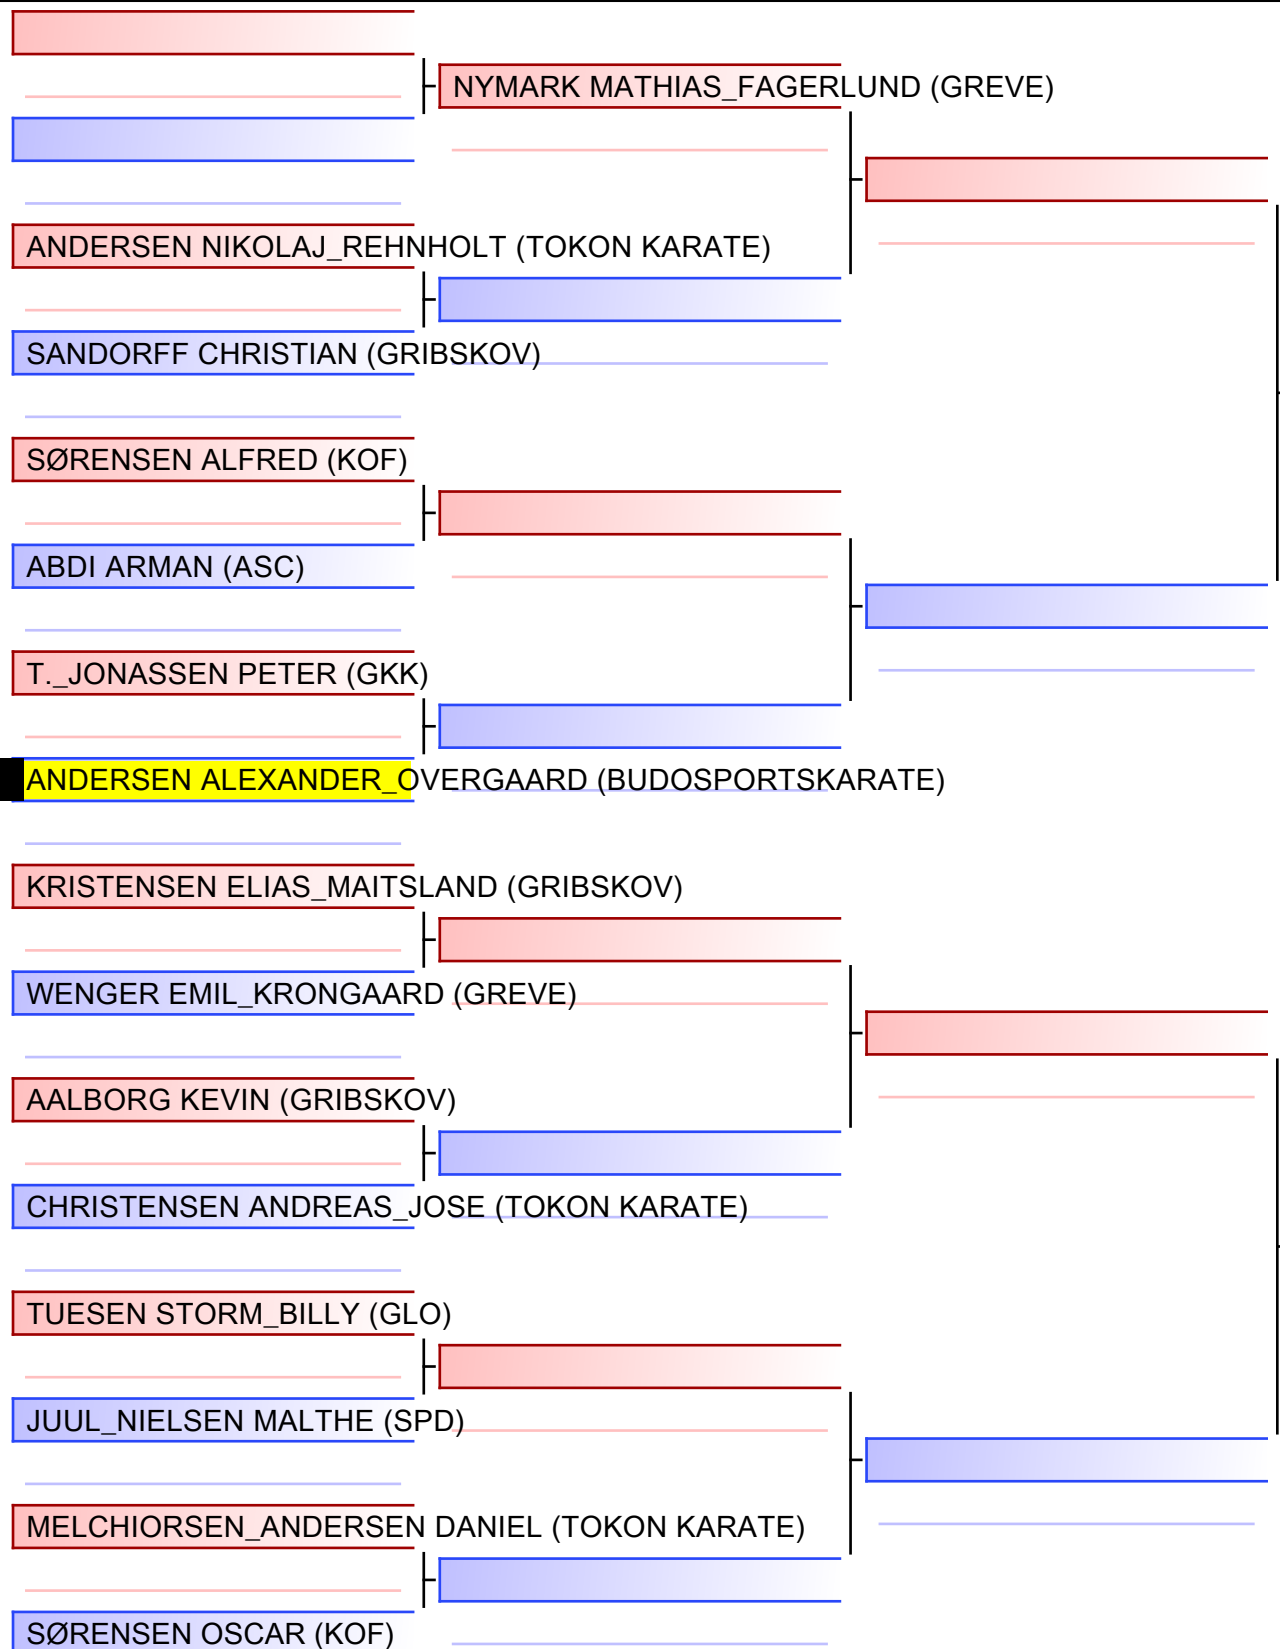 NYMARK MATHIAS_FAGERLUND (GREVE)
ANDERSEN NIKOLAJ_REHNHOLT (TOKON KARATE)
SANDORFF CHRISTIAN (GRIBSKOV)
SØRENSEN ALFRED (KOF)
ABDI ARMAN (ASC)
T._JONASSEN PETER (GKK)
ANDERSEN ALEXANDER_OVERGAARD (BUDOSPORTSKARATE)
KRISTENSEN ELIAS_MAITSLAND (GRIBSKOV)
WENGER EMIL_KRONGAARD (GREVE)
AALBORG KEVIN (GRIBSKOV)
CHRISTENSEN ANDREAS_JOSE (TOKON KARATE)
TUESEN STORM_BILLY (GLO)
JUUL_NIELSEN MALTHE (SPD)
MELCHIORSEN_ANDERSEN DANIEL (TOKON KARATE)
SØRENSEN OSCAR (KOF)